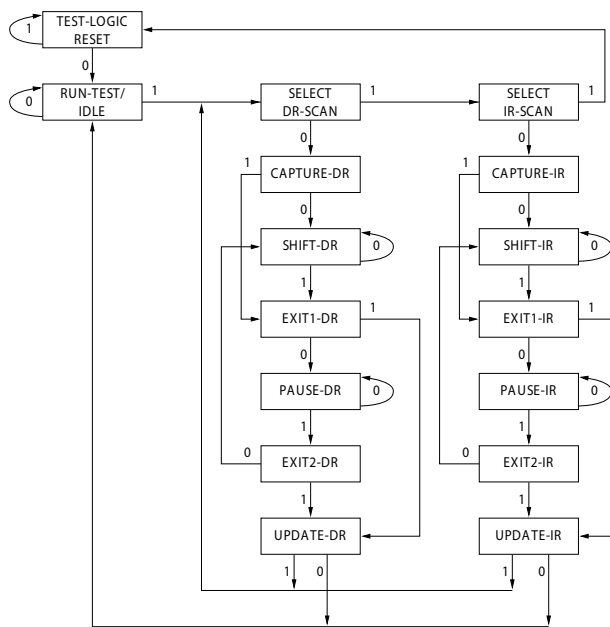 1
TEST-LOGIC
RESET
0
0
RUN-TEST/
IDLE
1
SELECT
DR-SCAN
1
SELECT
IR-SCAN
1
0
0
1
CAPTURE-DR
1
CAPTURE-IR
0
0
SHIFT-DR
0
SHIFT-IR
0
1
1
EXIT1-DR
1
EXIT1-IR
1
0
0
PAUSE-DR
0
PAUSE-IR
0
1
1
0
EXIT2-DR
0
EXIT2-IR
1
1
UPDATE-DR
UPDATE-IR
1
0
1
0